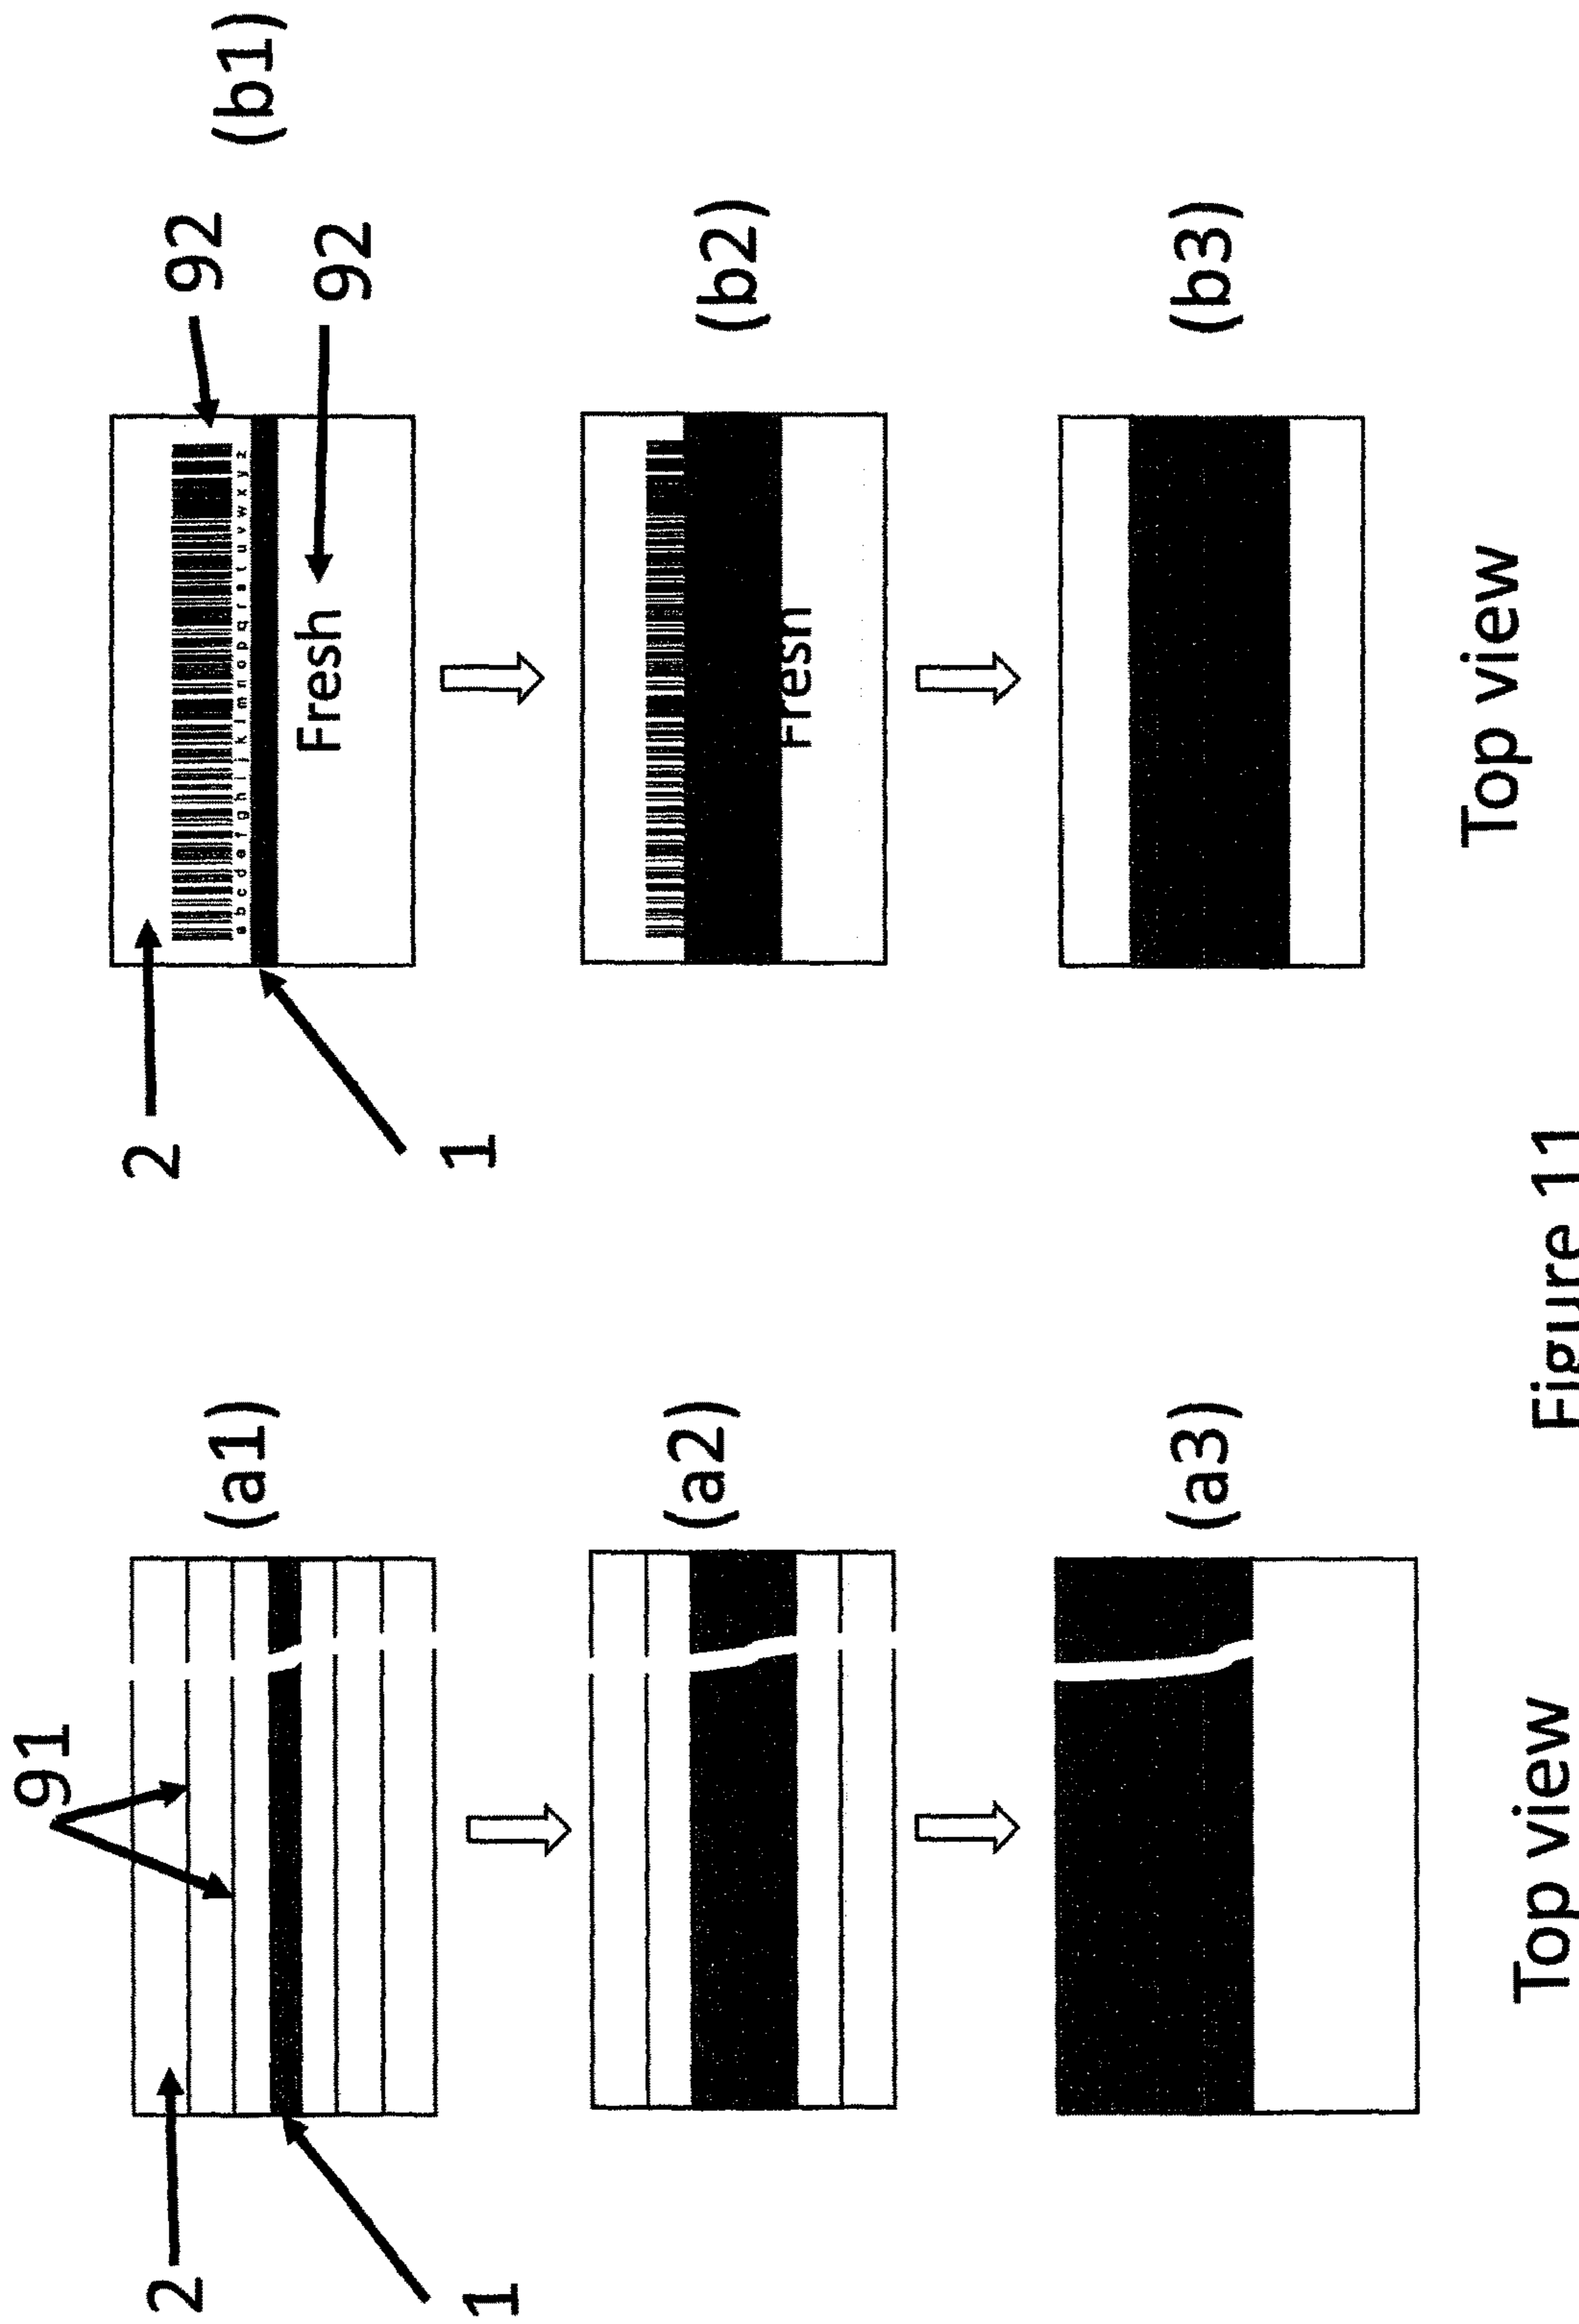 91
2
(a1)
1
(a2)
(a3)
Top view
92
2
(b1)
a b c d e f g h i j k l m n o p q r s t u v w x y z
92
Fresh
1
Fresh
(b2)
(b3)
Top view
Figure 11